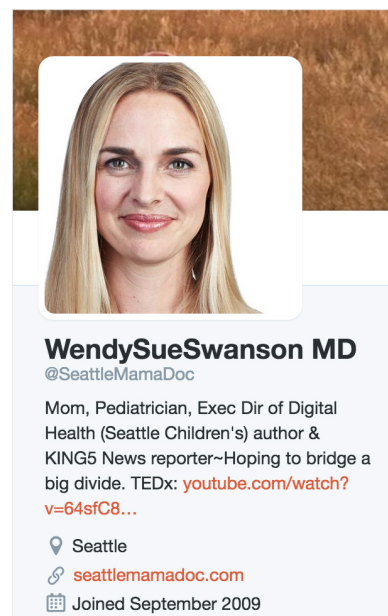 WendySueSwanson MD
@SeattleMamaDoc
Mom, Pediatrician, Exec Dir of Digital
Health (Seattle Children's) author &
KING5 News reporter~Hoping to bridge a
big divide. TEDx: youtube.com/watch?
v=64sfC8…
Seattle
seattlemamadoc.com
Joined September 2009